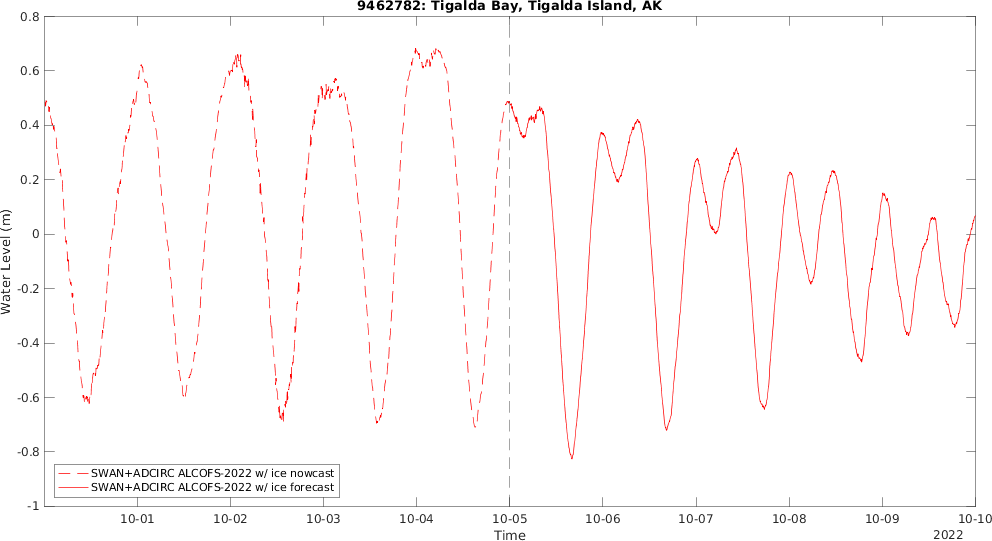 9462782: Tigalda Bay, Tigalda Island, AK
0.8
0.6
0.4
0.2
0
-0.2
-0.4
-0.6
-0.8
-1
Water Level (m)
SWAN+ADCIRC ALCOFS-2022 w/ ice nowcast
SWAN+ADCIRC ALCOFS-2022 w/ ice forecast
10-01 10-02 10-03 10-04 10-05 10-06 10-07 10-08 10-09 10-10
Time
2022